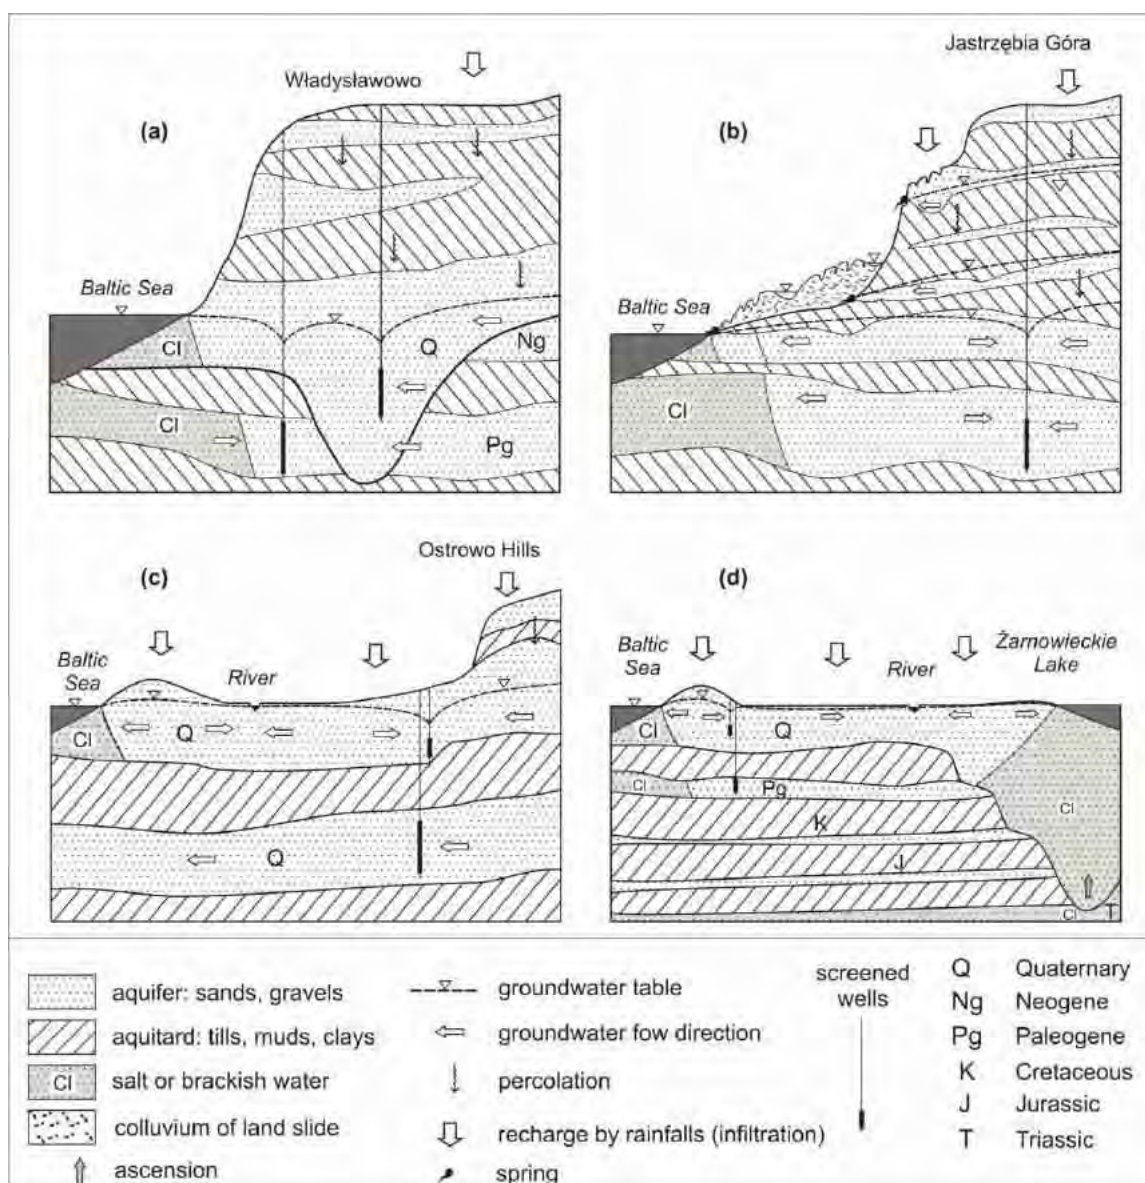 Władysławowo
(a)
Baltic Sea
Cl
Cl
Q
Ng
Pg
Jastrzębia Góra
(b)
Baltic Sea
Cl
Ostrowo Hills
(c)
Baltic
Sea
River
Cl
Q
Q
(d)
Baltic
Sea
River
Żarnowieckie
Lake
Cl
Q
Cl
Pg
Cl
K
J
Cl
T
aquifer: sands, gravels
aquitard: tills, muds, clays
Cl
salt or brackish water
colluvium of land slide
ascension
groundwater table
groundwater fow direction
percolation
recharge by rainfalls (infiltration)
spring
screened
wells
Q Quaternary
Ng Neogene
Pg Paleogene
K Cretaceous
J Jurassic
T Triassic